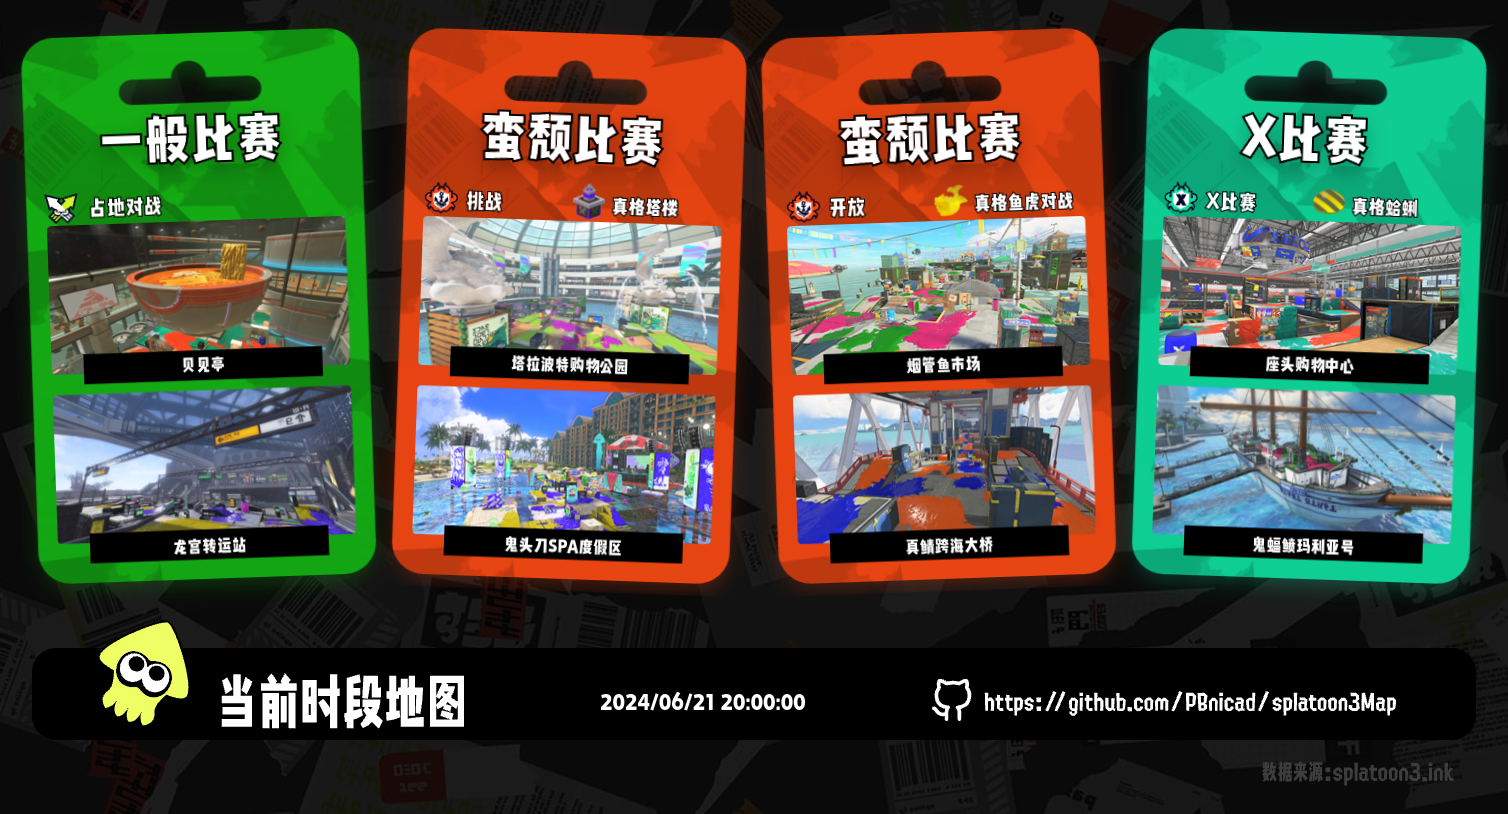 一般比赛
占地对战
贝见亭
龙宫转运站
蛮颓比赛
挑战
真格塔楼
塔拉波特购物公园
鬼头刀SPA度假区
蛮颓比赛
开放
真格鱼虎对战
烟管鱼市场
真鲭跨海大桥
X比赛
X比赛
真格蛤蜊
座头购物中心
鬼蝠鲼玛利亚号
当前时段地图
2024/06/21 20:00:00
https://github.com/PBnicad/splatoon3Map
数据来源:splatoon3.ink